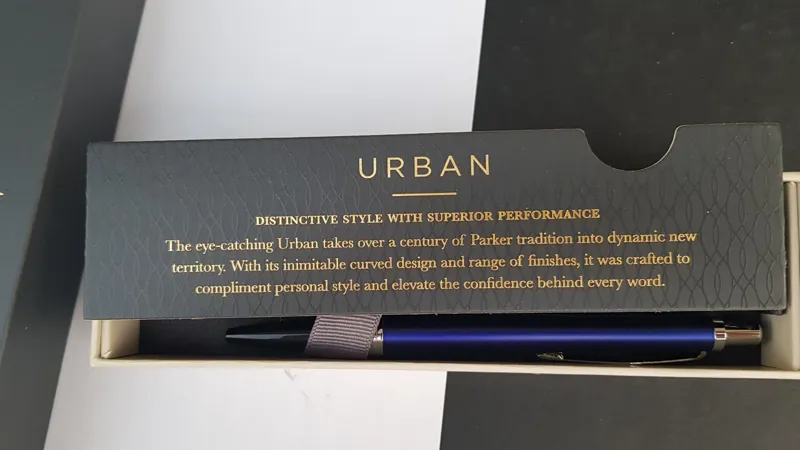 URBAN
DISTINCTIVE STYLE WITH SUPERIOR PERFORMANCE
The eye-catching Urban takes over a century of Parker tradition into dynamic new
territory. With its inimitable curved design and range of finishes, it was crafted to
compliment personal style and elevate the confidence behind every word.